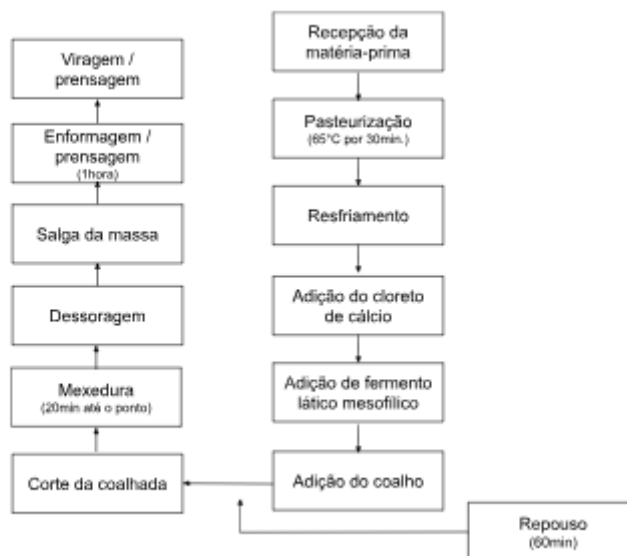 Recepção da
matéria-prima
Pasteurização
(65°C por 30min.)
Resfriamento
Adição do cloreto
de cálcio
Adição de fermento
lático mesofílico
Adição do coalho
Repouso
(60min)
Corte da coalhada
Mexedura
(20min até o ponto)
Dessoragem
Salga da massa
Enformagem /
prensagem
(1hora)
Viragem /
prensagem